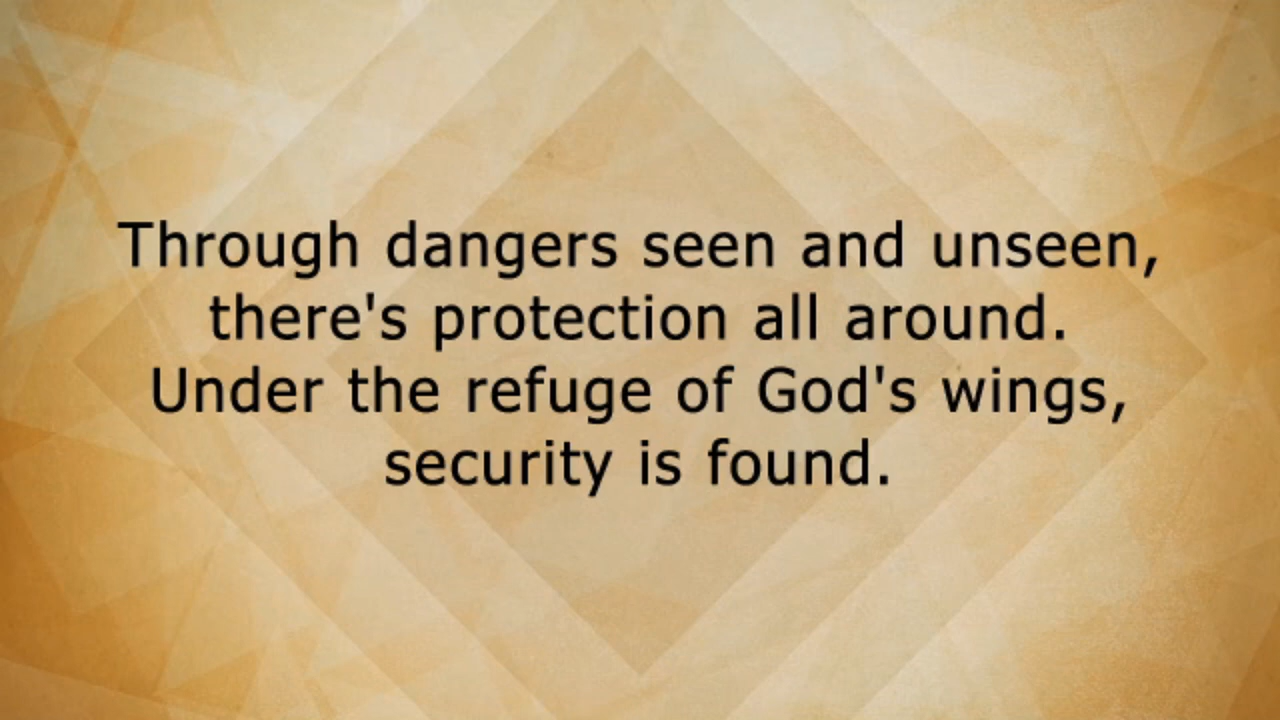 Through dangers seen and unseen,
there's protection all around.
Under the refuge of God's wings,
security is found.